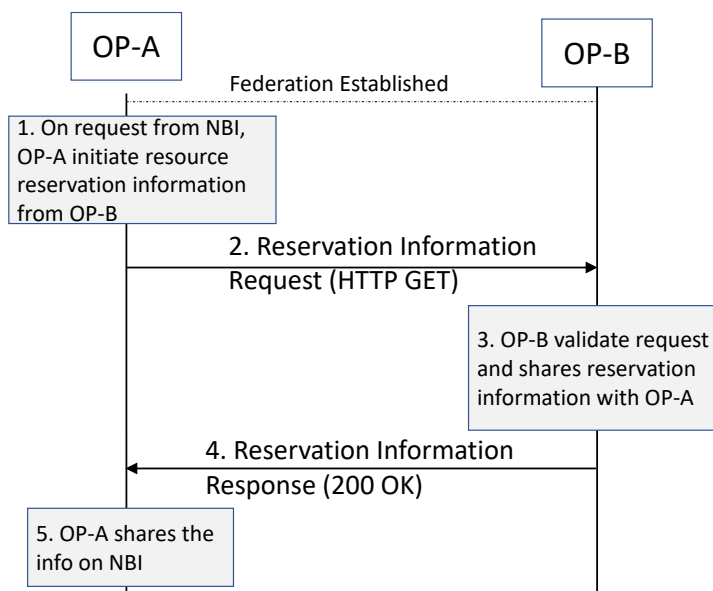 OP-A
OP-B
Federation Established
1. On request from NBI,
OP-A initiate resource
reservation information
from OP-B
2. Reservation Information
Request (HTTP GET)
3. OP-B validate request
and shares reservation
information with OP-A
4. Reservation Information
Response (200 OK)
5. OP-A shares the
info on NBI